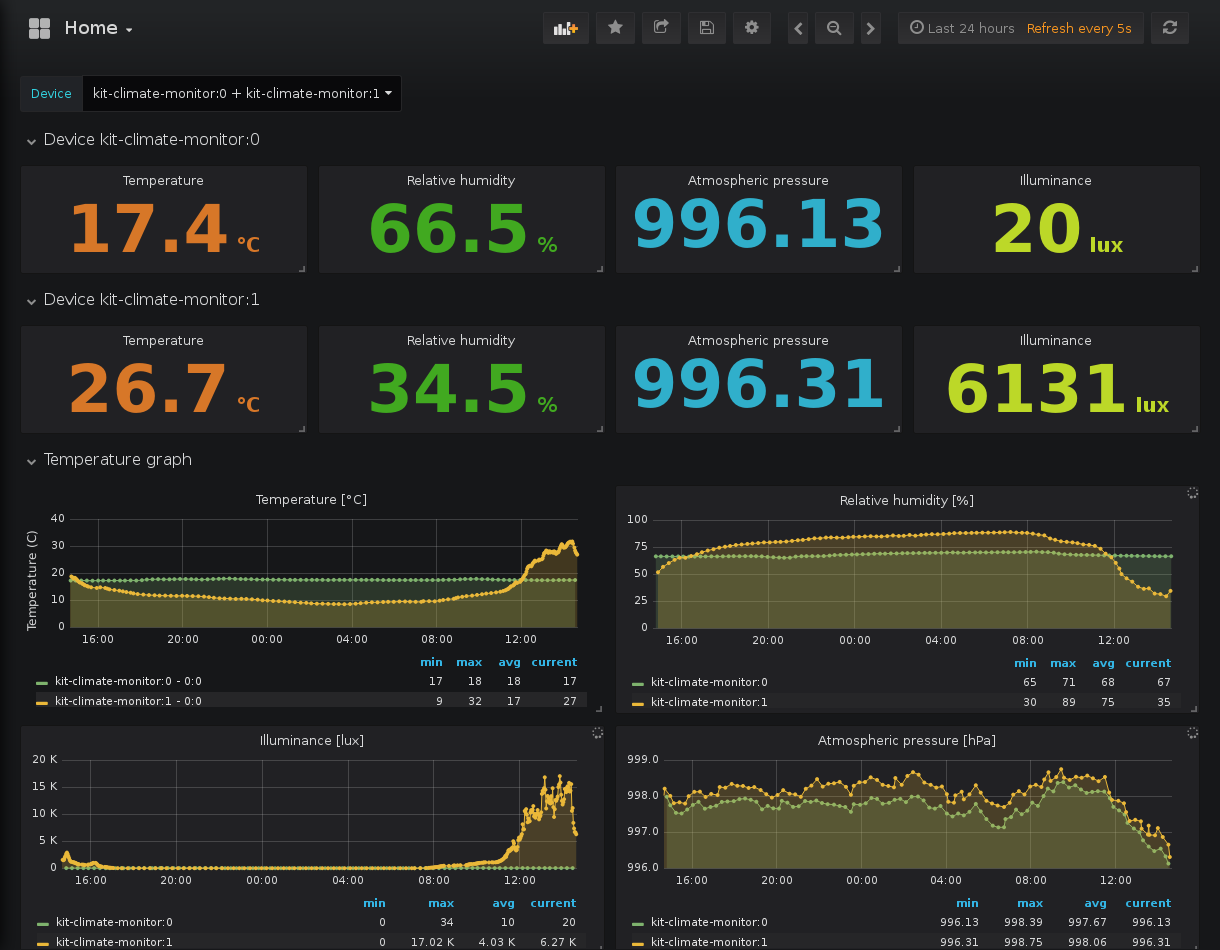 Home
Last 24 hours Refresh every 5s
Device kit-climate-monitor:0 + kit-climate-monitor:1
Device kit-climate-monitor:0
Temperature Relative humidity Atmospheric pressure Illuminance
17.4 °C 66.5 % 996.13 20 lux
Device kit-climate-monitor:1
Temperature Relative humidity Atmospheric pressure Illuminance
26.7 °C 34.5 % 996.31 6131 lux
Temperature graph
Temperature [°C]
Temperature (C)
40
30
20
10
0
16:00 20:00 00:00 04:00 08:00 12:00
min max avg current
kit-climate-monitor:0 - 0:0 17 18 18 17
kit-climate-monitor:1 - 0:0 9 32 17 27
Relative humidity [%]
100
75
50
25
0
16:00 20:00 00:00 04:00 08:00 12:00
min max avg current
kit-climate-monitor:0 65 71 68 67
kit-climate-monitor:1 30 89 75 35
Illuminance [lux]
20 K
15 K
10 K
5 K
0
16:00 20:00 00:00 04:00 08:00 12:00
min max avg current
kit-climate-monitor:0 0 34 10 20
kit-climate-monitor:1 0 17.02 K 4.03 K 6.27 K
Atmospheric pressure [hPa]
999.0
998.0
997.0
996.0
16:00 20:00 00:00 04:00 08:00 12:00
min max avg current
kit-climate-monitor:0 996.13 998.39 997.67 996.13
kit-climate-monitor:1 996.31 998.75 998.06 996.31